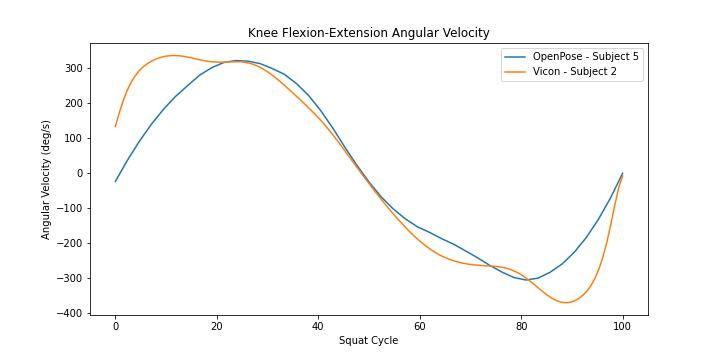 Knee Flexion-Extension Angular Velocity
OpenPose - Subject 5
Vicon - Subject 2
Angular Velocity (deg/s)
300
200
100
0
−100
−200
−300
−400
0 20 40 60 80 100
Squat Cycle